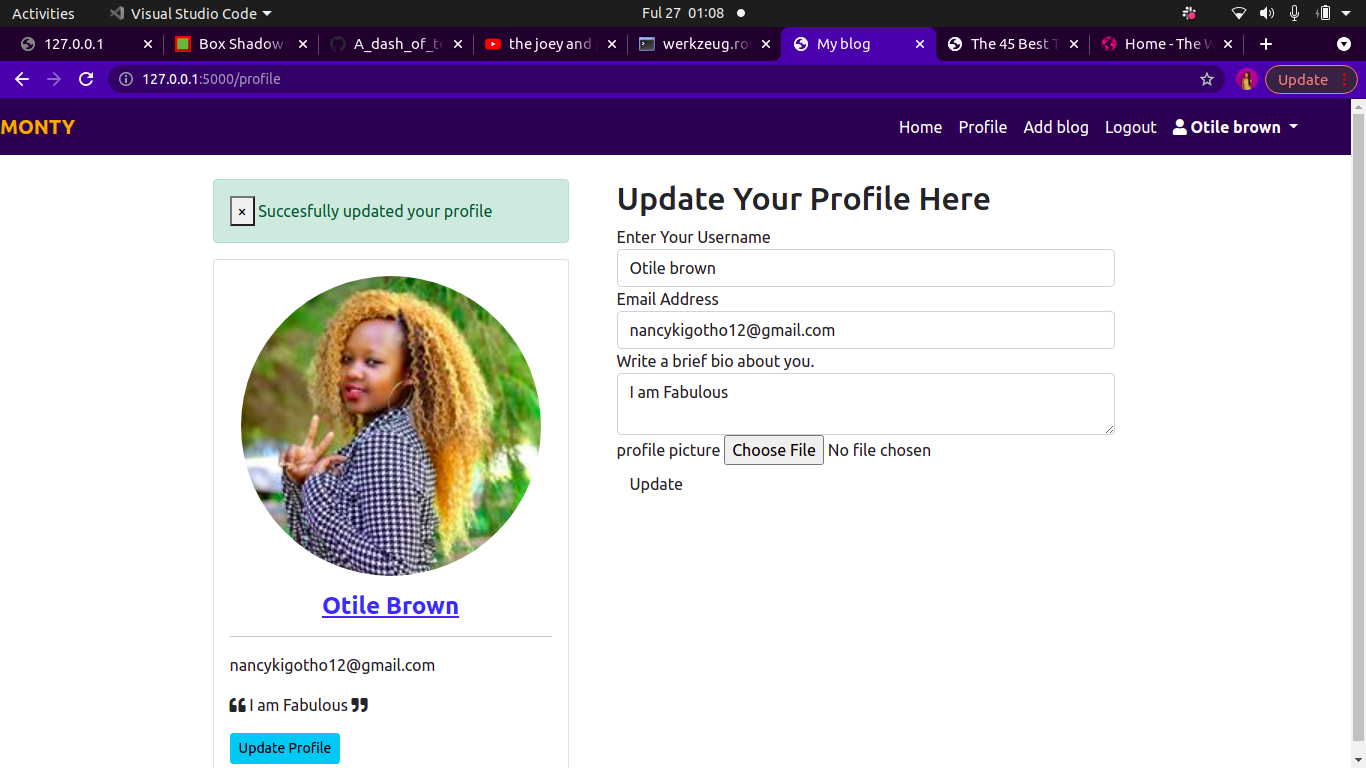 Activities Visual Studio Code Ful 27 01:08
127.0.0.1 Box Shadow A_dash_of_te the joey and werkzeug.rou My blog The 45 Best T Home - The W
127.0.0.1:5000/profile Update
MONTY Home Profile Add blog Logout Otile brown
× Succesfully updated your profile
Otile Brown
nancykigotho12@gmail.com
❝ I am Fabulous ❞
Update Profile
Update Your Profile Here
Enter Your Username
Otile brown
Email Address
nancykigotho12@gmail.com
Write a brief bio about you.
I am Fabulous
profile picture Choose File No file chosen
Update